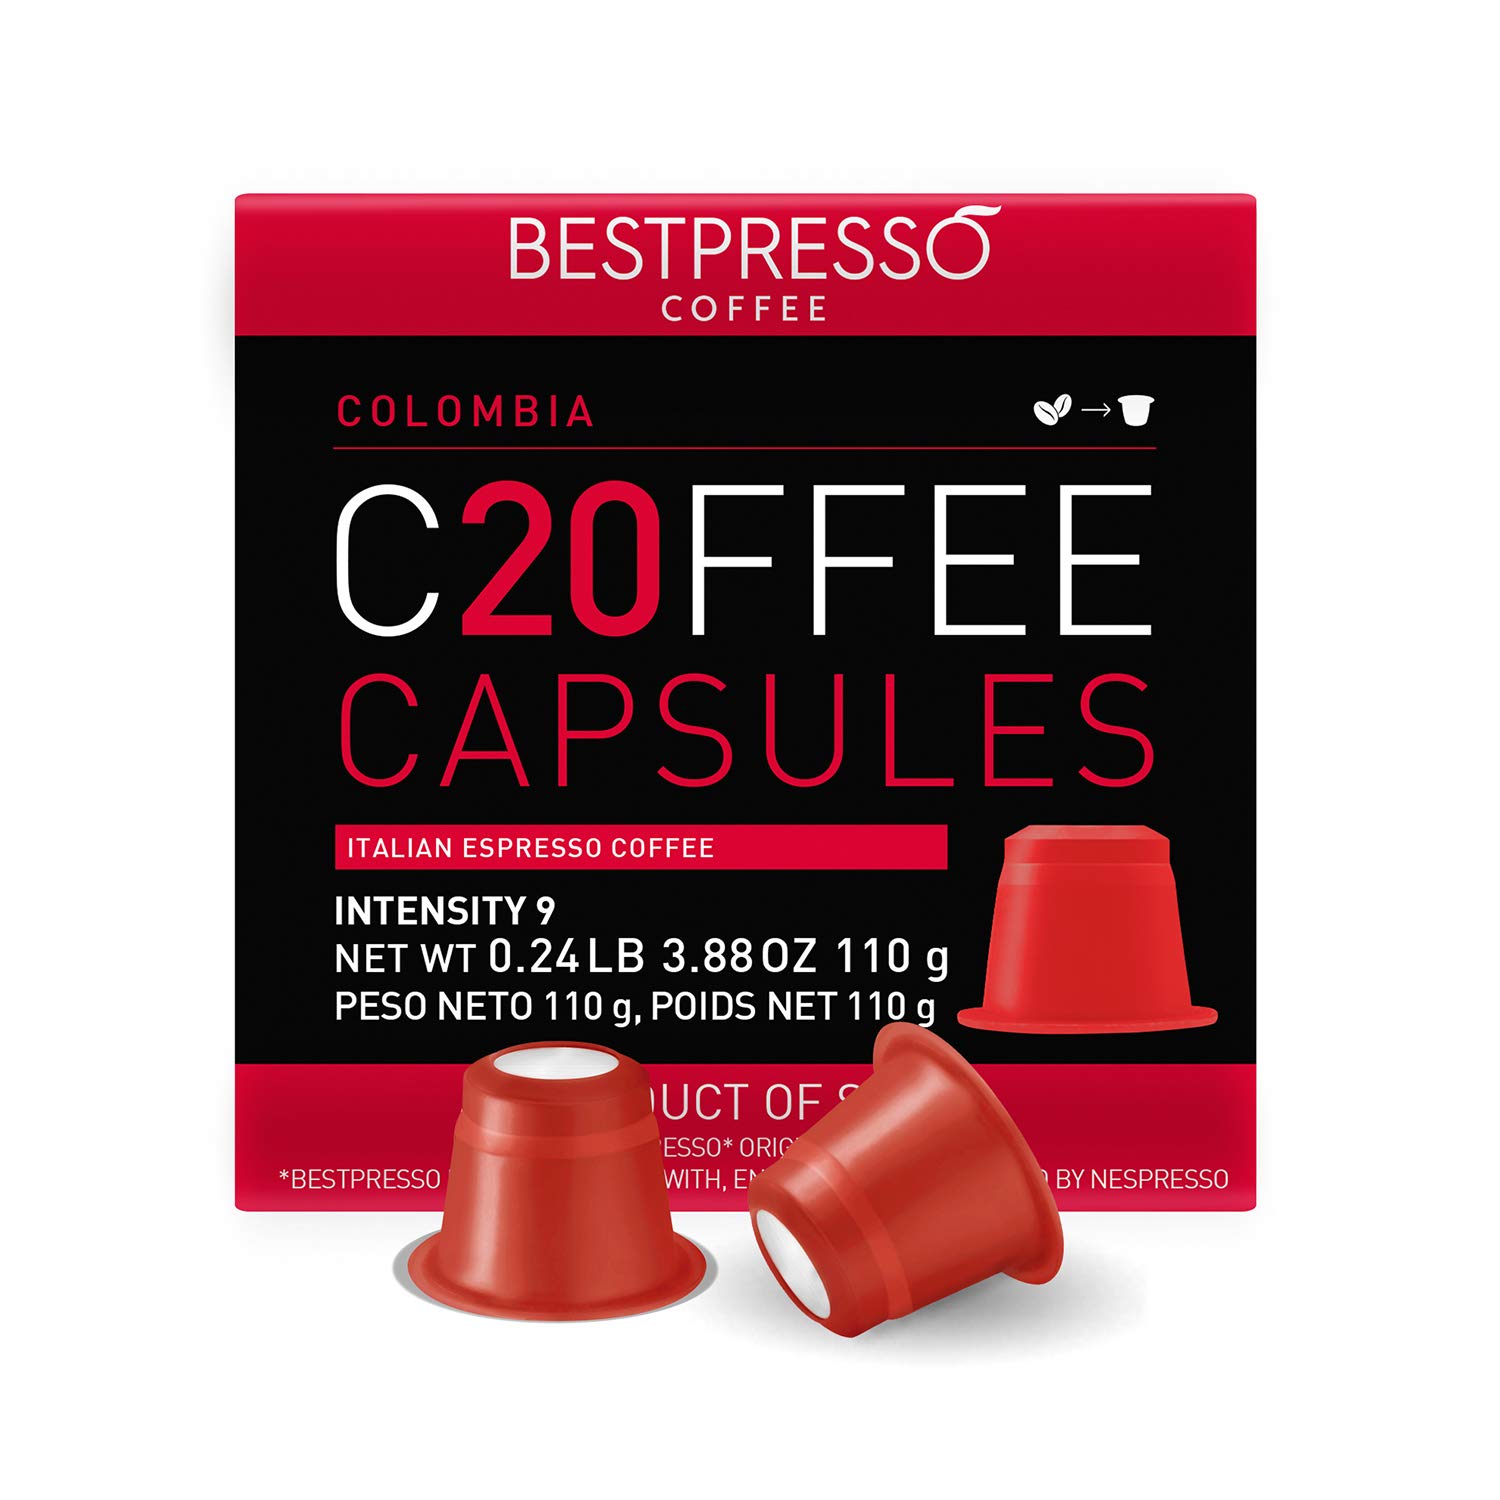 BESTPRESSO
COFFEE
COLOMBIA
C20FFEE
CAPSULES
ITALIAN ESPRESSO COFFEE
INTENSITY 9
NET WT 0.24 LB 3.88 OZ 110 g
PESO NETO 110 g, POIDS NET 110 g
OF
*BESTPRESSO WITH, BY NESPRESSO